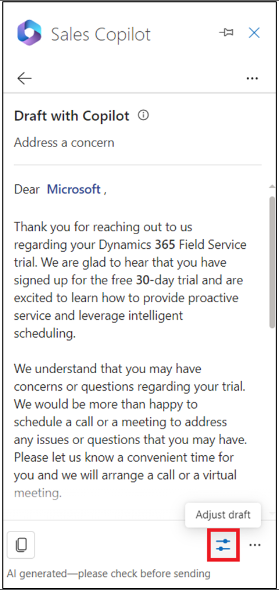 Sales Copilot
Draft with Copilot
Address a concern
Dear Microsoft ,
Thank you for reaching out to us
regarding your Dynamics 365 Field Service
trial. We are glad to hear that you have
signed up for the free 30-day trial and are
excited to learn how to provide proactive
service and leverage intelligent
scheduling.
We understand that you may have
concerns or questions regarding your trial.
We would be more than happy to
schedule a call or a meeting to address
any issues or questions that you may have.
Please let us know a convenient time for
you and we will arrange a call or a virtual
meeting.
Adjust draft
AI generated—please check before sending